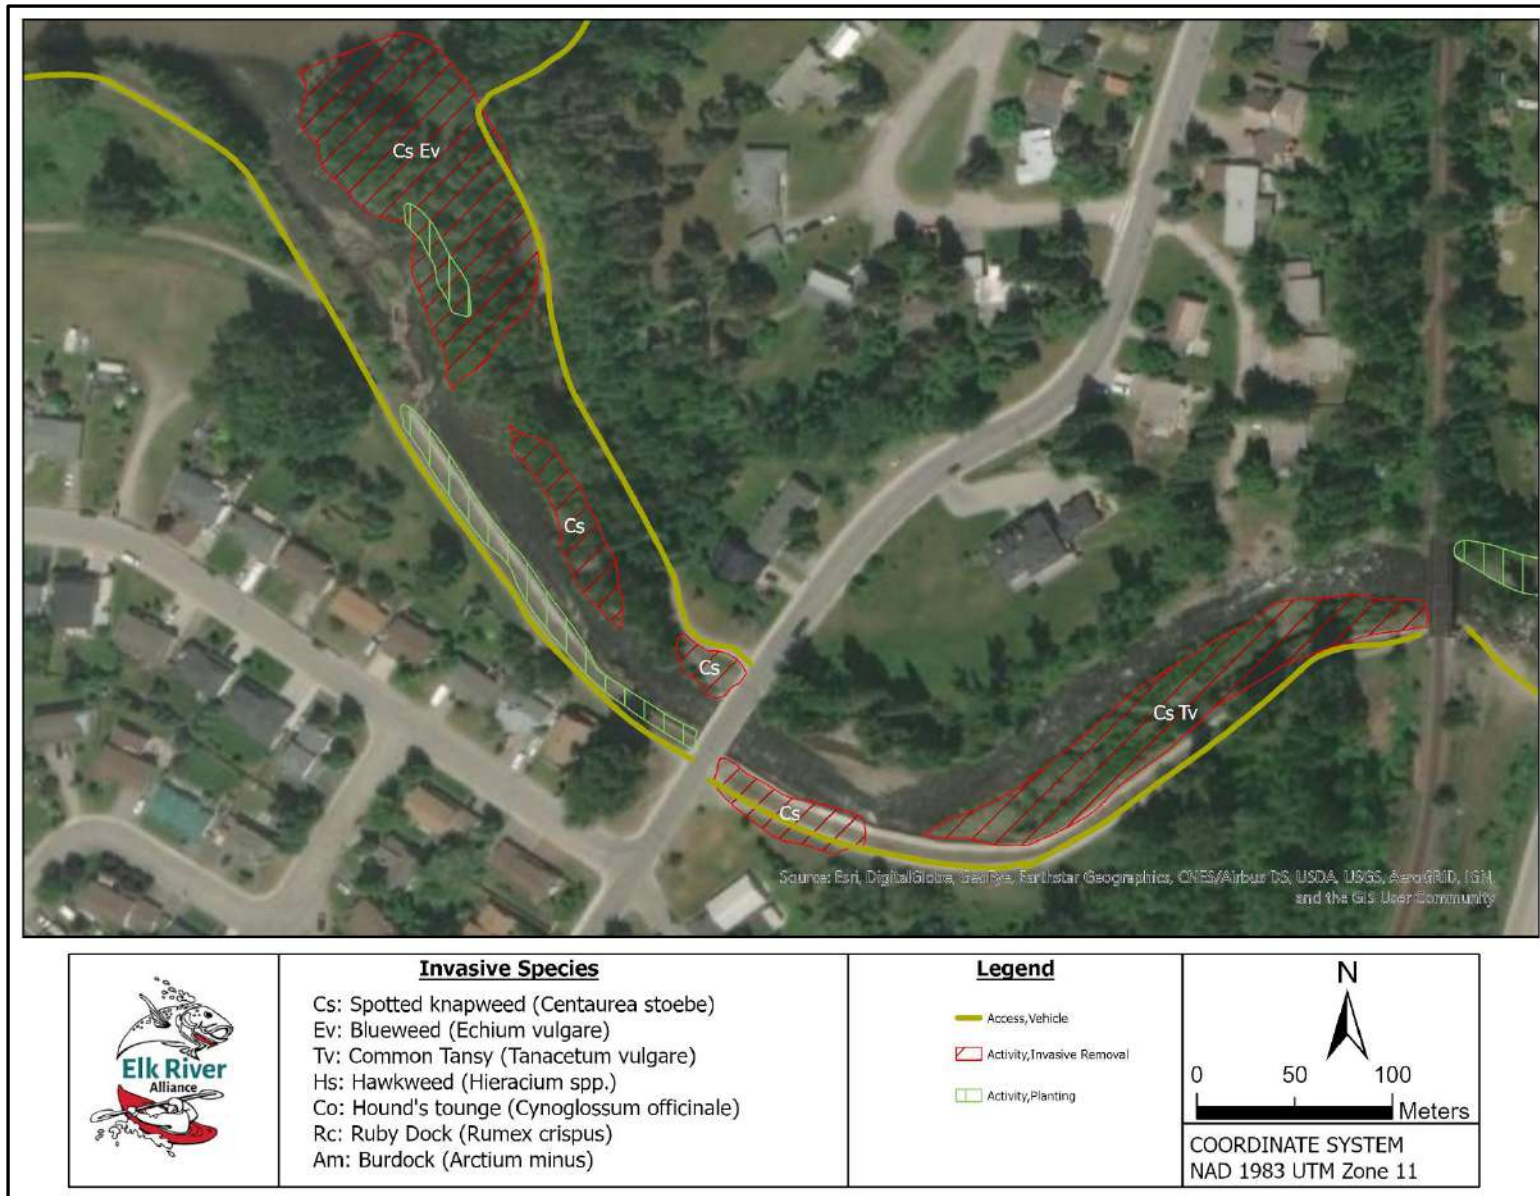 Cs Ev
Cs
Cs
Cs Tv
Cs
Source: Esri, DigitalGlobe, GeoEye, Earthstar Geographics, CNES/Airbus DS, USDA, USGS, AeroGRID, IGN,
and the GIS User Community
Elk River
Alliance
Invasive Species
Cs: Spotted knapweed (Centaurea stoebe)
Ev: Blueweed (Echium vulgare)
Tv: Common Tansy (Tanacetum vulgare)
Hs: Hawkweed (Hieracium spp.)
Co: Hound's tounge (Cynoglossum officinale)
Rc: Ruby Dock (Rumex crispus)
Am: Burdock (Arctium minus)
Legend
Access,Vehicle
Activity,Invasive Removal
Activity,Planting
N
0 50 100
Meters
COORDINATE SYSTEM
NAD 1983 UTM Zone 11